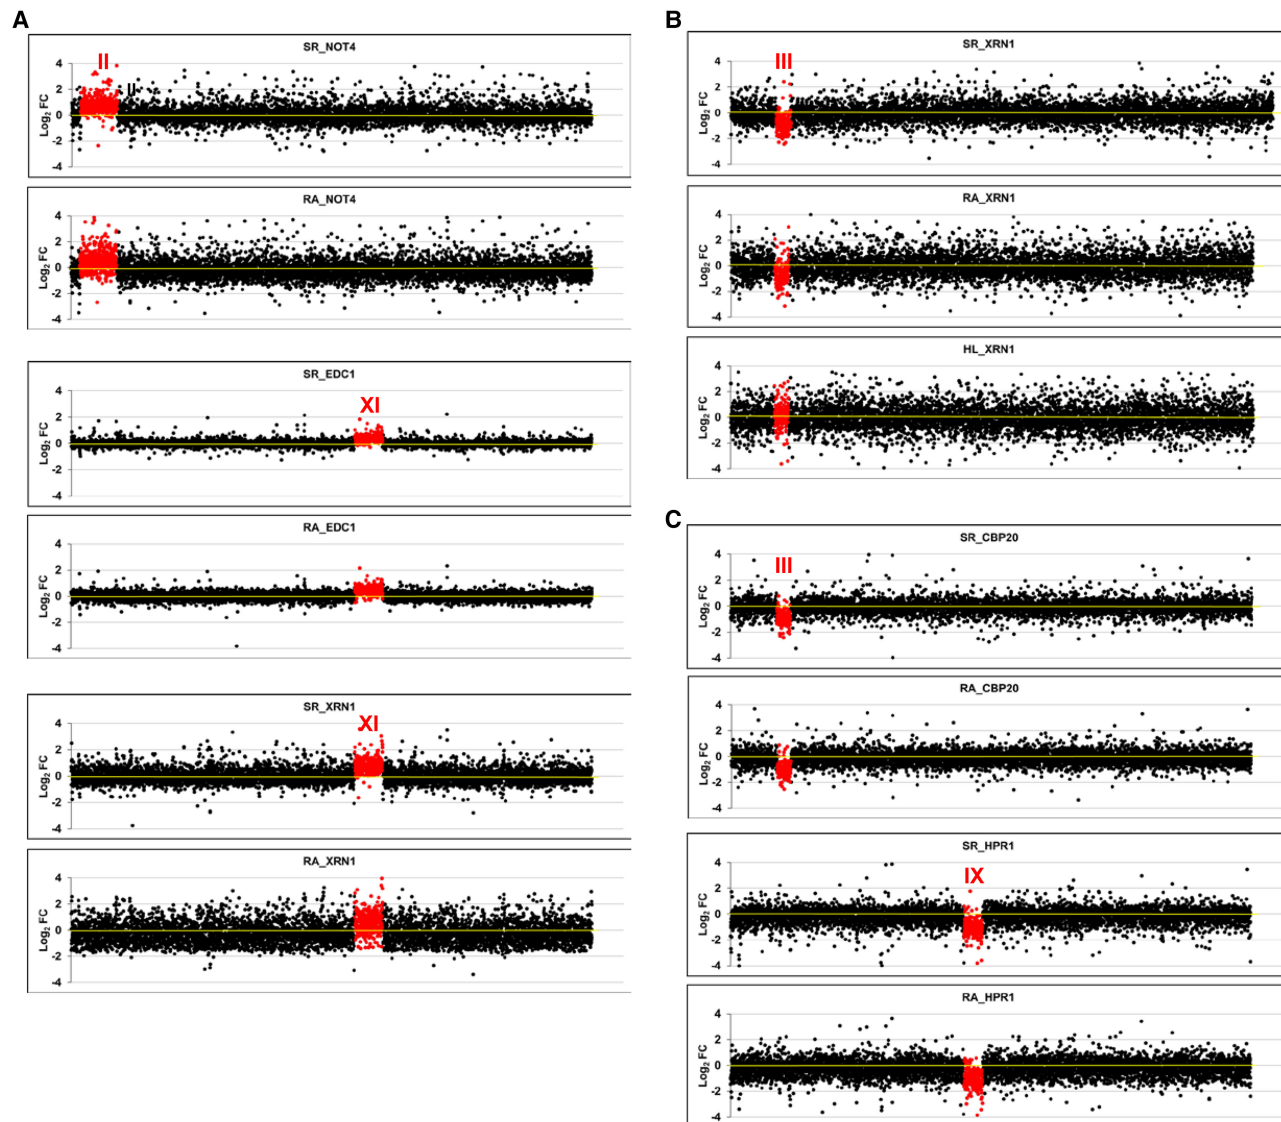 A
SR_NOT4
II
II
4
2
0
-2
-4
Log₂ FC
RA_NOT4
4
2
0
-2
-4
Log₂ FC
SR_EDC1
XI
4
2
0
-2
-4
Log₂ FC
RA_EDC1
4
2
0
-2
-4
Log₂ FC
SR_XRN1
XI
4
2
0
-2
-4
Log₂ FC
RA_XRN1
4
2
0
-2
-4
Log₂ FC
B
SR_XRN1
III
4
2
0
-2
-4
Log₂ FC
RA_XRN1
4
2
0
-2
-4
Log₂ FC
HL_XRN1
4
2
0
-2
-4
Log₂ FC
C
SR_CBP20
III
4
2
0
-2
-4
Log₂ FC
RA_CBP20
4
2
0
-2
-4
Log₂ FC
SR_HPR1
IX
4
2
0
-2
-4
Log₂ FC
RA_HPR1
4
2
0
-2
-4
Log₂ FC